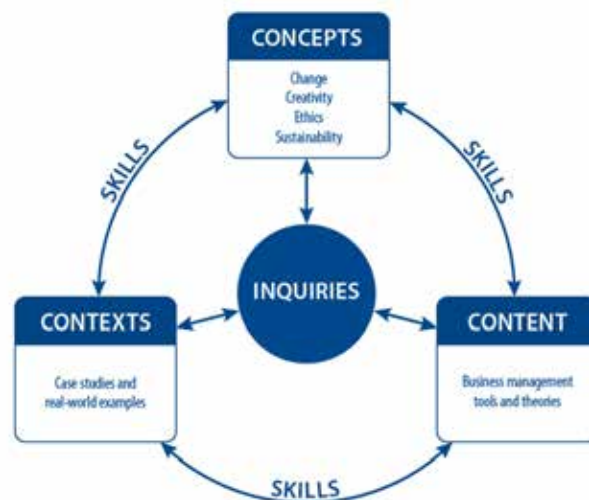 CONCEPTS
Change
Creativity
Ethics
Sustainability
SKILLS
SKILLS
INQUIRIES
CONTEXTS
Case studies and
real-world examples
CONTENT
Business management
tools and theories
SKILLS